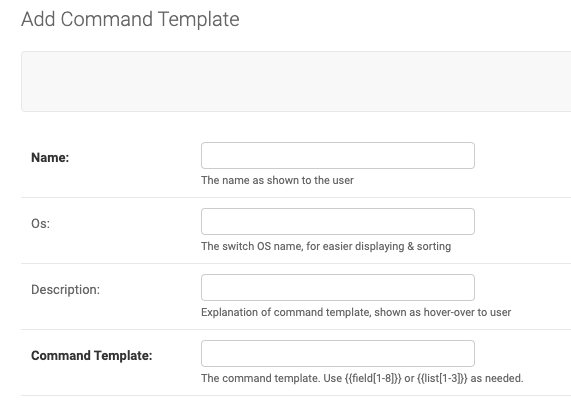 Add Command Template
Name:
The name as shown to the user
Os:
The switch OS name, for easier displaying & sorting
Description:
Explanation of command template, shown as hover-over to user
Command Template:
The command template. Use {{field[1-8]}} or {{list[1-3]}} as needed.